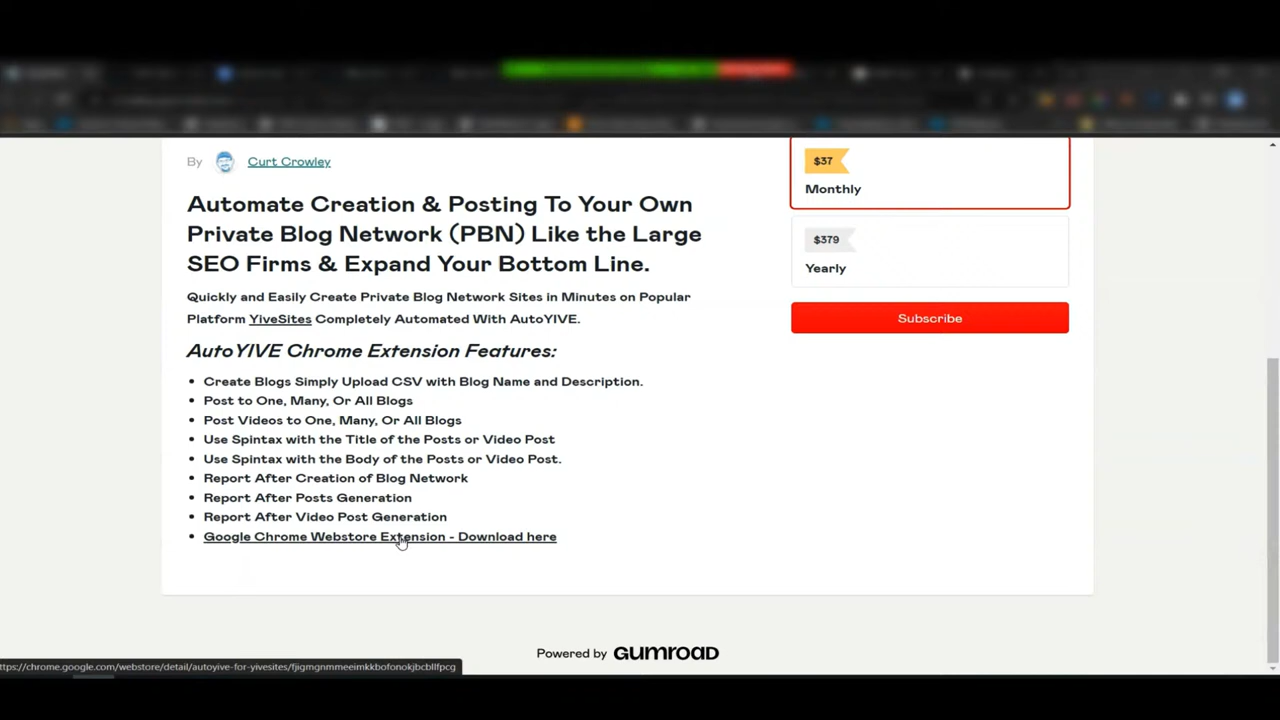 By Curt Crowley
$37
Monthly
Automate Creation & Posting To Your Own
Private Blog Network (PBN) Like the Large
SEO Firms & Expand Your Bottom Line.
$379
Yearly
Quickly and Easily Create Private Blog Network Sites in Minutes on Popular
Platform YiveSites Completely Automated With AutoYIVE.
Subscribe
AutoYIVE Chrome Extension Features:
• Create Blogs Simply Upload CSV with Blog Name and Description.
• Post to One, Many, Or All Blogs
• Post Videos to One, Many, Or All Blogs
• Use Spintax with the Title of the Posts or Video Post
• Use Spintax with the Body of the Posts or Video Post.
• Report After Creation of Blog Network
• Report After Posts Generation
• Report After Video Post Generation
• Google Chrome Webstore Extension - Download here
Powered by GUMROAD
ttps://chrome.google.com/webstore/detail/autoyive-for-yivesites/fjigmgnmmeeimkkbofonokjbcbllfpcg